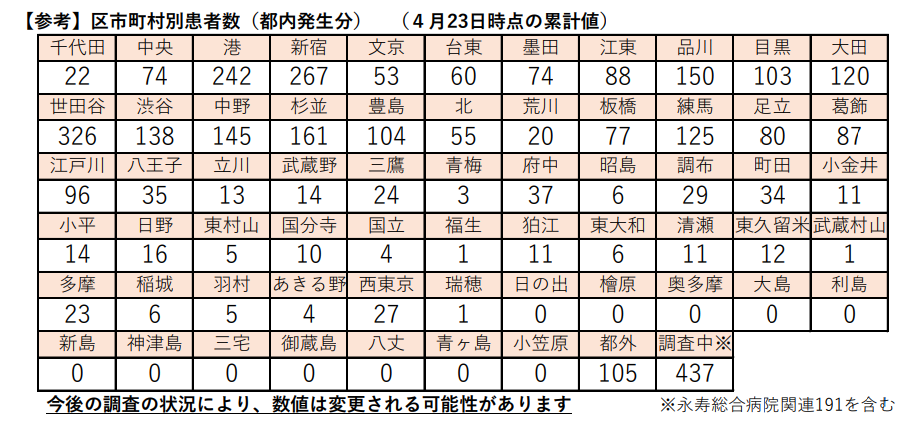 【参考】区市町村別患者数（都内発生分）　（４月23日時点の累計値）
千代田 中央 港 新宿 文京 台東 墨田 江東 品川 目黒 大田
22 74 242 267 53 60 74 88 150 103 120
世田谷 渋谷 中野 杉並 豊島 北 荒川 板橋 練馬 足立 葛飾
326 138 145 161 104 55 20 77 125 80 87
江戸川 八王子 立川 武蔵野 三鷹 青梅 府中 昭島 調布 町田 小金井
96 35 13 14 24 3 37 6 29 34 11
小平 日野 東村山 国分寺 国立 福生 狛江 東大和 清瀬 東久留米 武蔵村山
14 16 5 10 4 1 11 6 11 12 1
多摩 稲城 羽村 あきる野 西東京 瑞穂 日の出 檜原 奥多摩 大島 利島
23 6 5 4 27 1 0 0 0 0 0
新島 神津島 三宅 御蔵島 八丈 青ヶ島 小笠原 都外 調査中※
0 0 0 0 0 0 0 105 437
今後の調査の状況により、数値は変更される可能性があります
※永寿総合病院関連191を含む